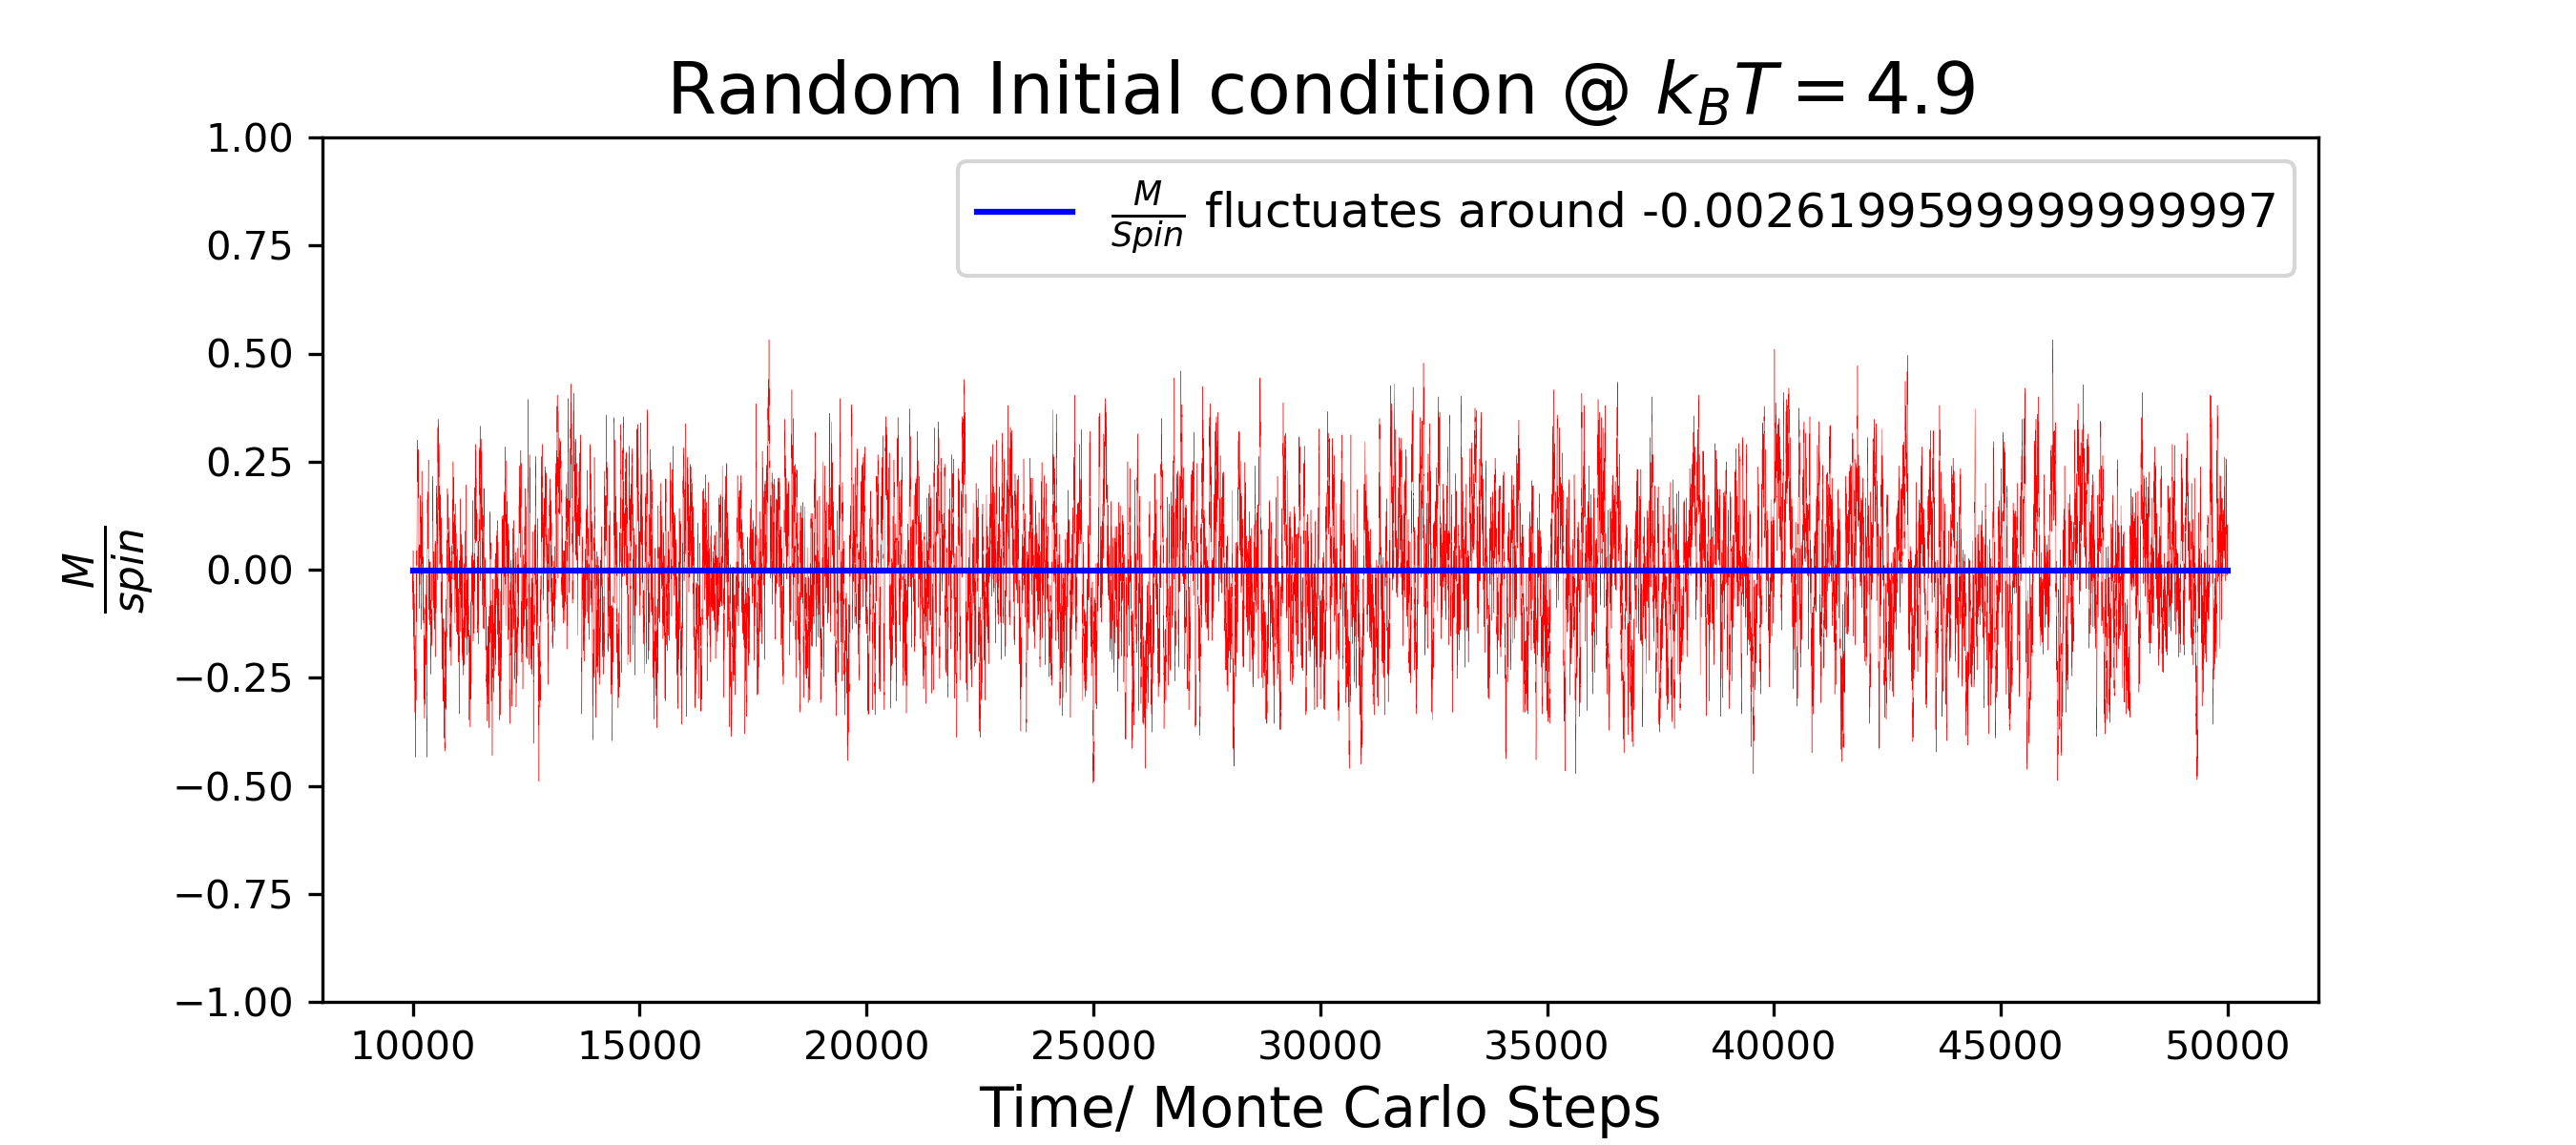 Random Initial condition @ k_BT = 4.9
M/Spin fluctuates around -0.0026199599999999997
M/spin
1.00
0.75
0.50
0.25
0.00
−0.25
−0.50
−0.75
−1.00
10000 15000 20000 25000 30000 35000 40000 45000 50000
Time/ Monte Carlo Steps